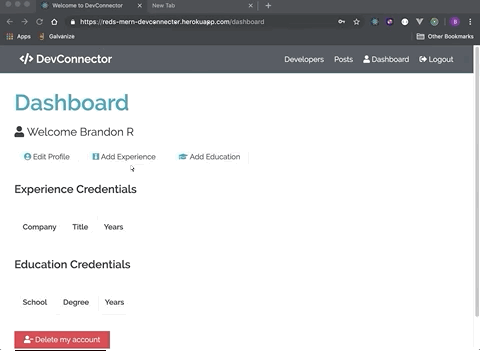 Welcome to DevConnector
New Tab
https://reds-mern-devconnecter.herokuapp.com/dashboard
Apps
Galvanize
Other Bookmarks
DevConnector
Developers
Posts
Dashboard
Logout
Dashboard
Welcome Brandon R
Edit Profile
Add Experience
Add Education
Experience Credentials
Company
Title
Years
Education Credentials
School
Degree
Years
Delete my account